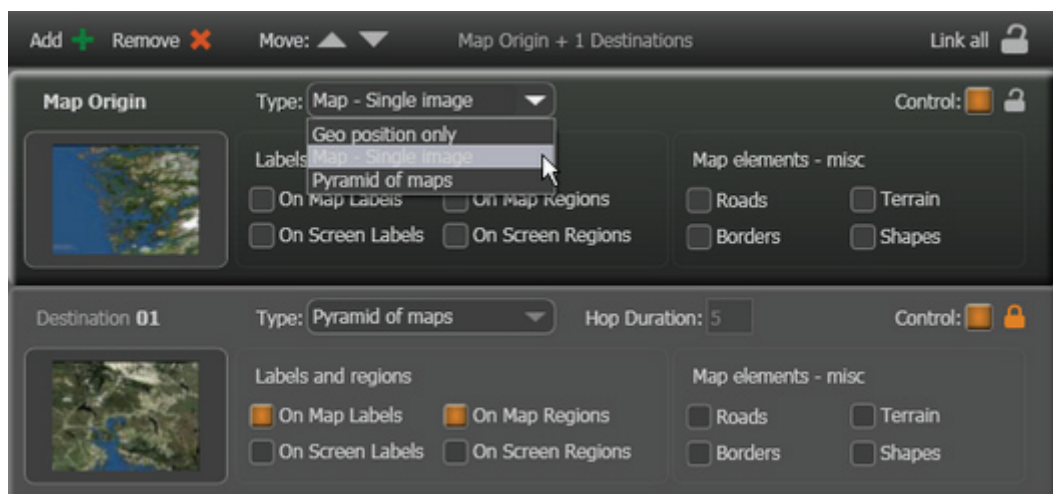 Add Remove Move: Map Origin + 1 Destinations Link all
Map Origin Type: Map - Single image Control:
Geo position only
Labels Map - Single image Map elements - misc
Pyramid of maps
On Map Labels On Map Regions Roads Terrain
On Screen Labels On Screen Regions Borders Shapes
Destination 01 Type: Pyramid of maps Hop Duration: 5 Control:
Labels and regions Map elements - misc
On Map Labels On Map Regions Roads Terrain
On Screen Labels On Screen Regions Borders Shapes